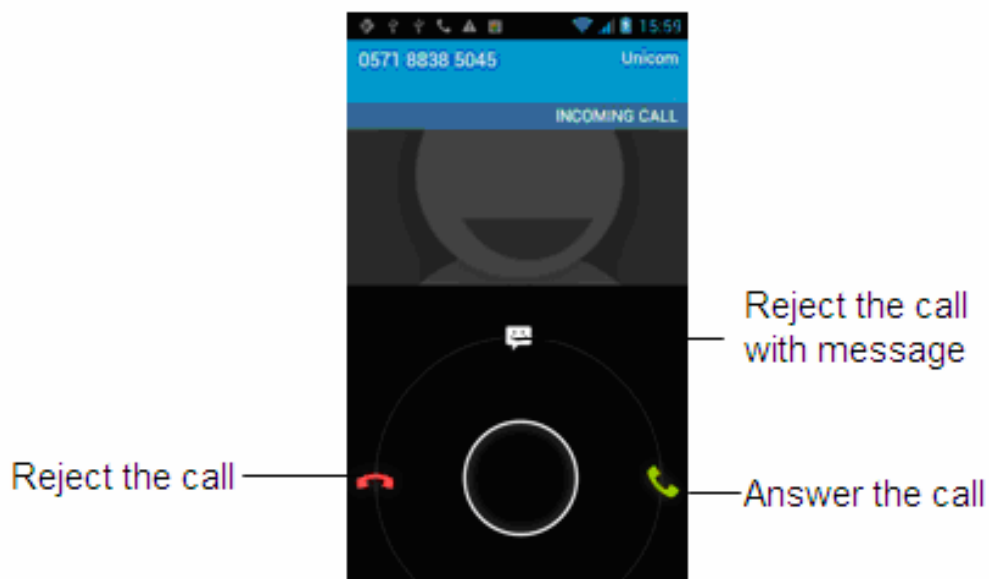 15:59
0571 8838 5045 Unicom
INCOMING CALL
Reject the call
with message
Reject the call
Answer the call